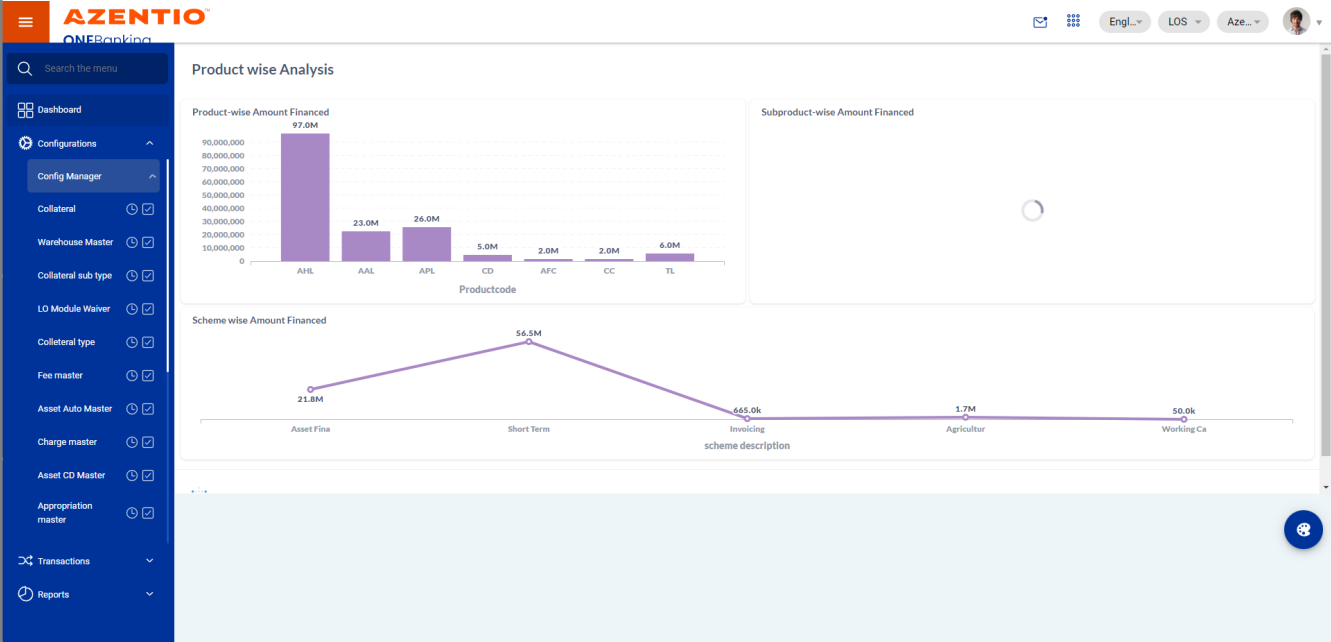 AZENTIO
ONEBanking
Engl...
LOS
Aze...
Search the menu
Dashboard
Configurations
Config Manager
Collateral
Warehouse Master
Collateral sub type
LO Module Waiver
Colleteral type
Fee master
Asset Auto Master
Charge master
Asset CD Master
Appropriation
master
Transactions
Reports
Product wise Analysis
Product-wise Amount Financed
97.0M
90,000,000
80,000,000
70,000,000
60,000,000
50,000,000
40,000,000
30,000,000
20,000,000
10,000,000
0
23.0M
26.0M
5.0M
2.0M
2.0M
6.0M
AHL
AAL
APL
CD
AFC
CC
TL
Productcode
Subproduct-wise Amount Financed
Scheme wise Amount Financed
56.5M
21.8M
665.0k
1.7M
50.0k
Asset Fina
Short Term
Invoicing
Agricultur
Working Ca
scheme description